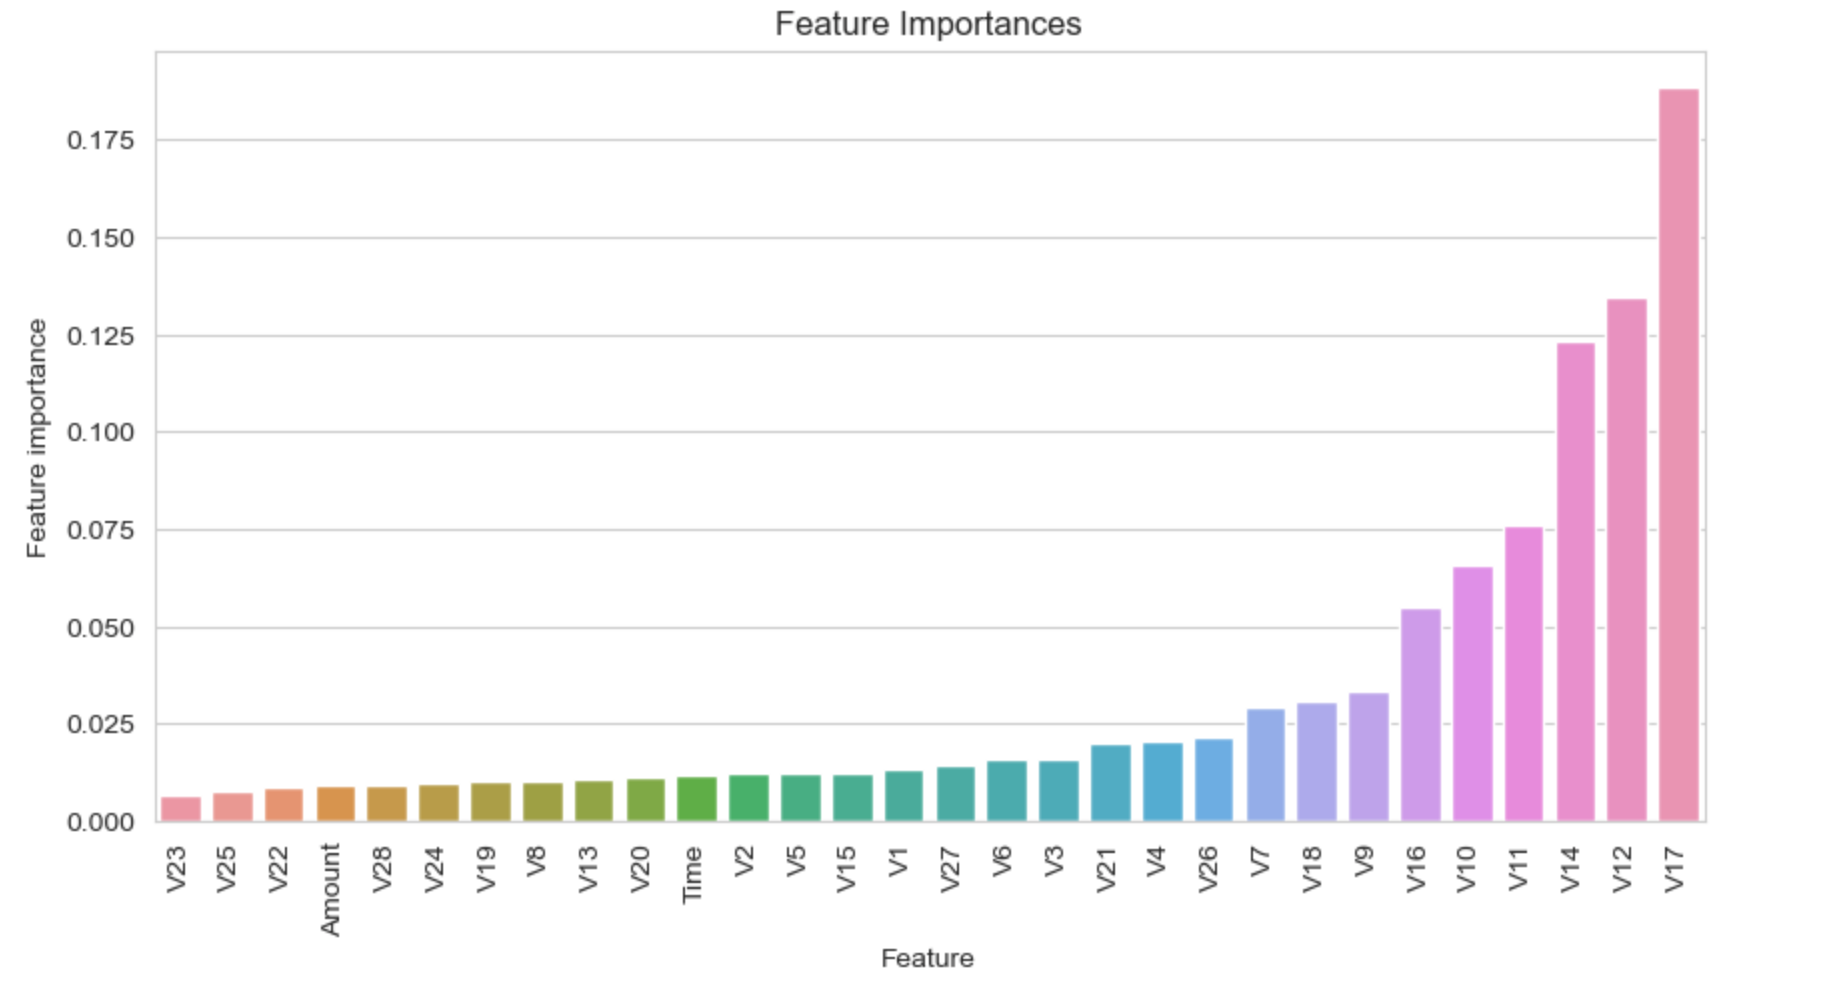 Feature Importances
Feature importance
0.175
0.150
0.125
0.100
0.075
0.050
0.025
0.000
V23
V25
V22
Amount
V28
V24
V19
V8
V13
V20
Time
V2
V5
V15
V1
V27
V6
V3
V21
V4
V26
V7
V18
V9
V16
V10
V11
V14
V12
V17
Feature